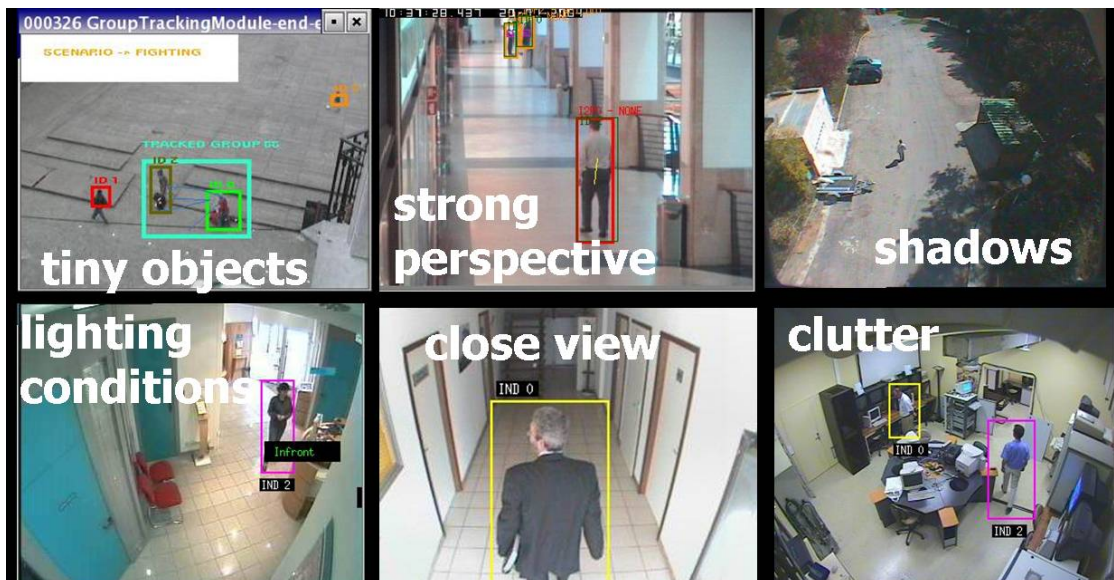 000326 GroupTrackingModule-end-e
SCENARIO -> FIGHTING
TRACKED GROUP
ID 2
ID 1
tiny objects
strong
perspective
shadows
lighting
conditions
Infront
IND 2
close view
IND 0
clutter
IND 0
IND 2